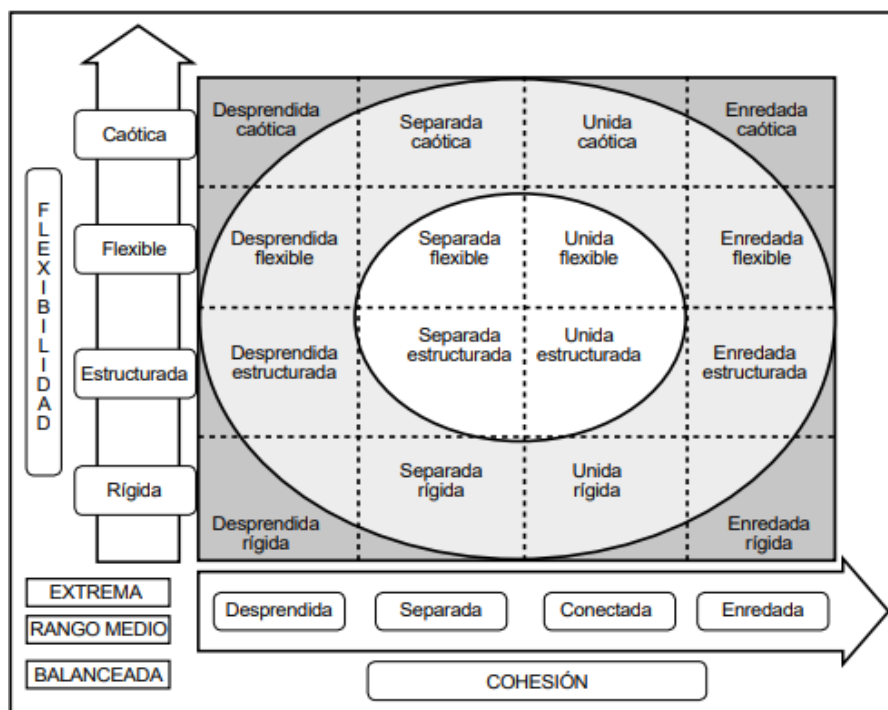 FLEXIBILIDAD
Caótica
Desprendida
caótica
Separada
caótica
Unida
caótica
Enredada
caótica
Flexible
Desprendida
flexible
Separada
flexible
Unida
flexible
Enredada
flexible
Estructurada
Desprendida
estructurada
Separada
estructurada
Unida
estructurada
Enredada
estructurada
Rígida
Desprendida
rígida
Separada
rígida
Unida
rígida
Enredada
rígida
EXTREMA
RANGO MEDIO
BALANCEADA
Desprendida
Separada
Conectada
Enredada
COHESIÓN